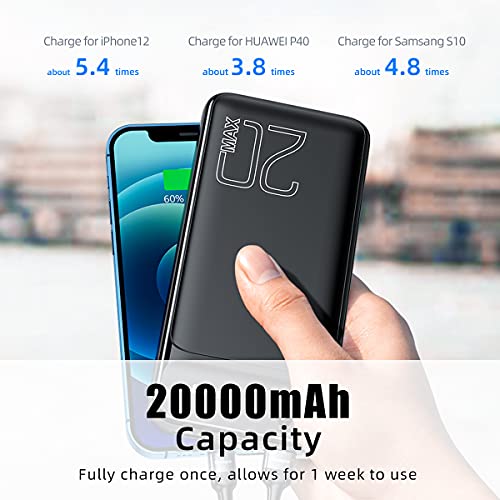 Charge for iPhone12
about 5.4 times
Charge for HUAWEI P40
about 3.8 times
Charge for Samsang S10
about 4.8 times
20
MAX
60%
20000mAh
Capacity
Fully charge once, allows for 1 week to use